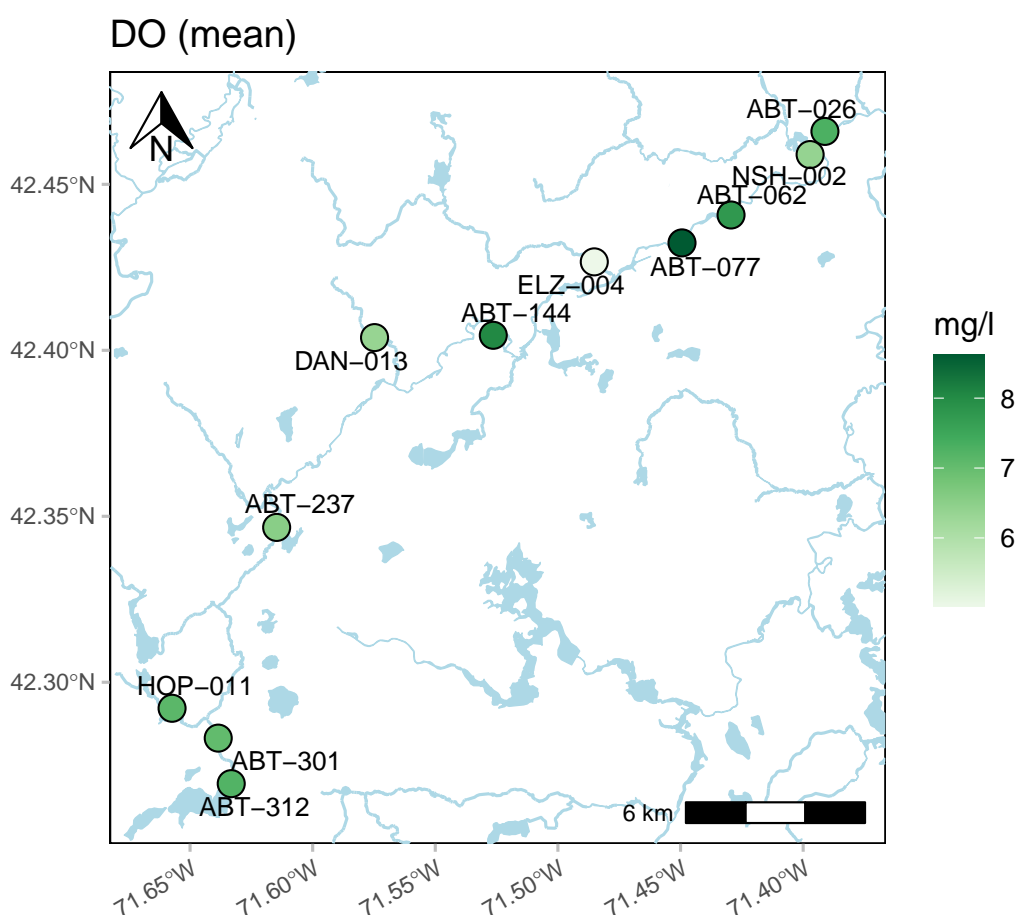 DO (mean)
N
ABT−026
NSH−002
ABT−062
ABT−077
ELZ−004
ABT−144
DAN−013
ABT−237
HOP−011
ABT−301
ABT−312
6 km
42.45°N
42.40°N
42.35°N
42.30°N
71.65°W
71.60°W
71.55°W
71.50°W
71.45°W
71.40°W
mg/l
8
7
6